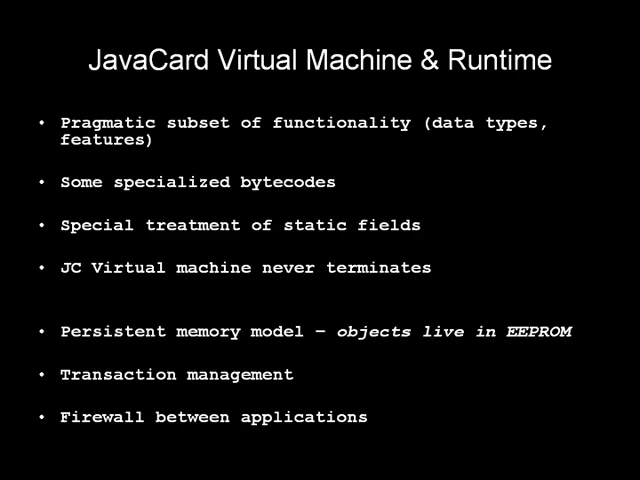 JavaCard Virtual Machine & Runtime
• Pragmatic subset of functionality (data types,
features)
• Some specialized bytecodes
• Special treatment of static fields
• JC Virtual machine never terminates
• Persistent memory model – objects live in EEPROM
• Transaction management
• Firewall between applications